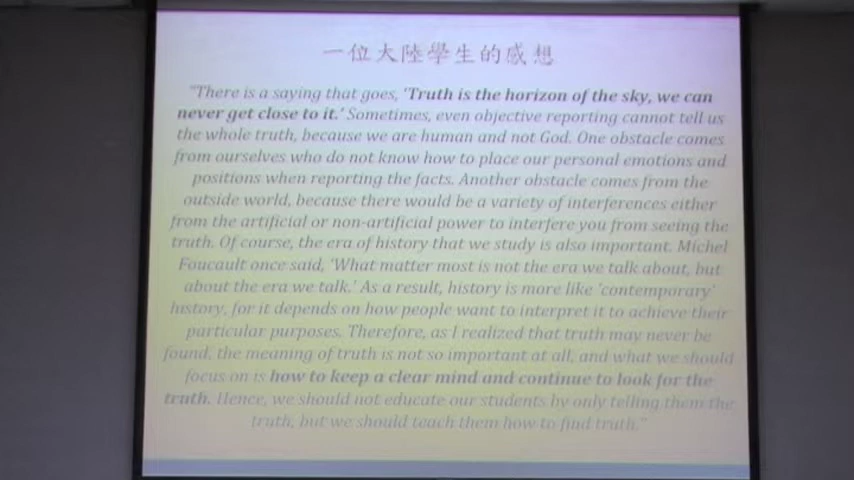 一位大陸學生的感想
"There is a saying that goes, 'Truth is the horizon of the sky, we can
never get close to it.' Sometimes, even objective reporting cannot tell us
the whole truth, because we are human and not God. One obstacle comes
from ourselves who do not know how to place our personal emotions and
positions when reporting the facts. Another obstacle comes from the
outside world, because there would be a variety of interferences either
from the artificial or non-artificial power to interfere you from seeing the
truth. Of course, the era of history that we study is also important. Michel
Foucault once said, 'What matter most is not the era we talk about, but
about the era we talk.' As a result, history is more like 'contemporary'
history, for it depends on how people want to interpret it to achieve their
particular purposes. Therefore, as I realized that truth may never be
found, the meaning of truth is not so important at all, and what we should
focus on is how to keep a clear mind and continue to look for the
truth. Hence, we should not educate our students by only telling them the
truth, but we should teach them how to find truth."